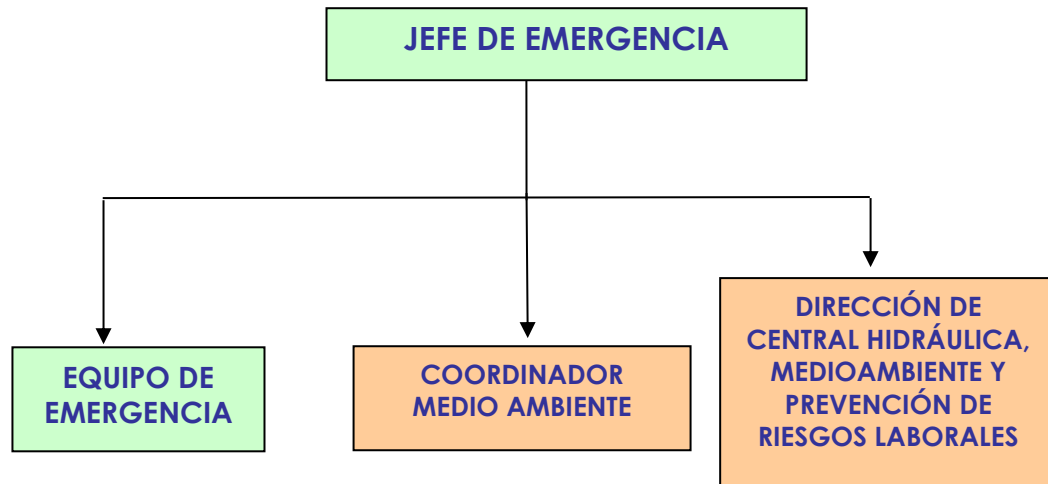 JEFE DE EMERGENCIA
EQUIPO DE
EMERGENCIA
COORDINADOR
MEDIO AMBIENTE
DIRECCIÓN DE
CENTRAL HIDRÁULICA,
MEDIOAMBIENTE Y
PREVENCIÓN DE
RIESGOS LABORALES